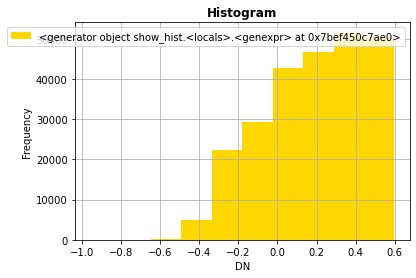 Histogram
<generator object show_hist.<locals>.<genexpr> at 0x7bef450c7ae0>
Frequency
40000
30000
20000
10000
0
-1.0 -0.8 -0.6 -0.4 -0.2 0.0 0.2 0.4 0.6
DN